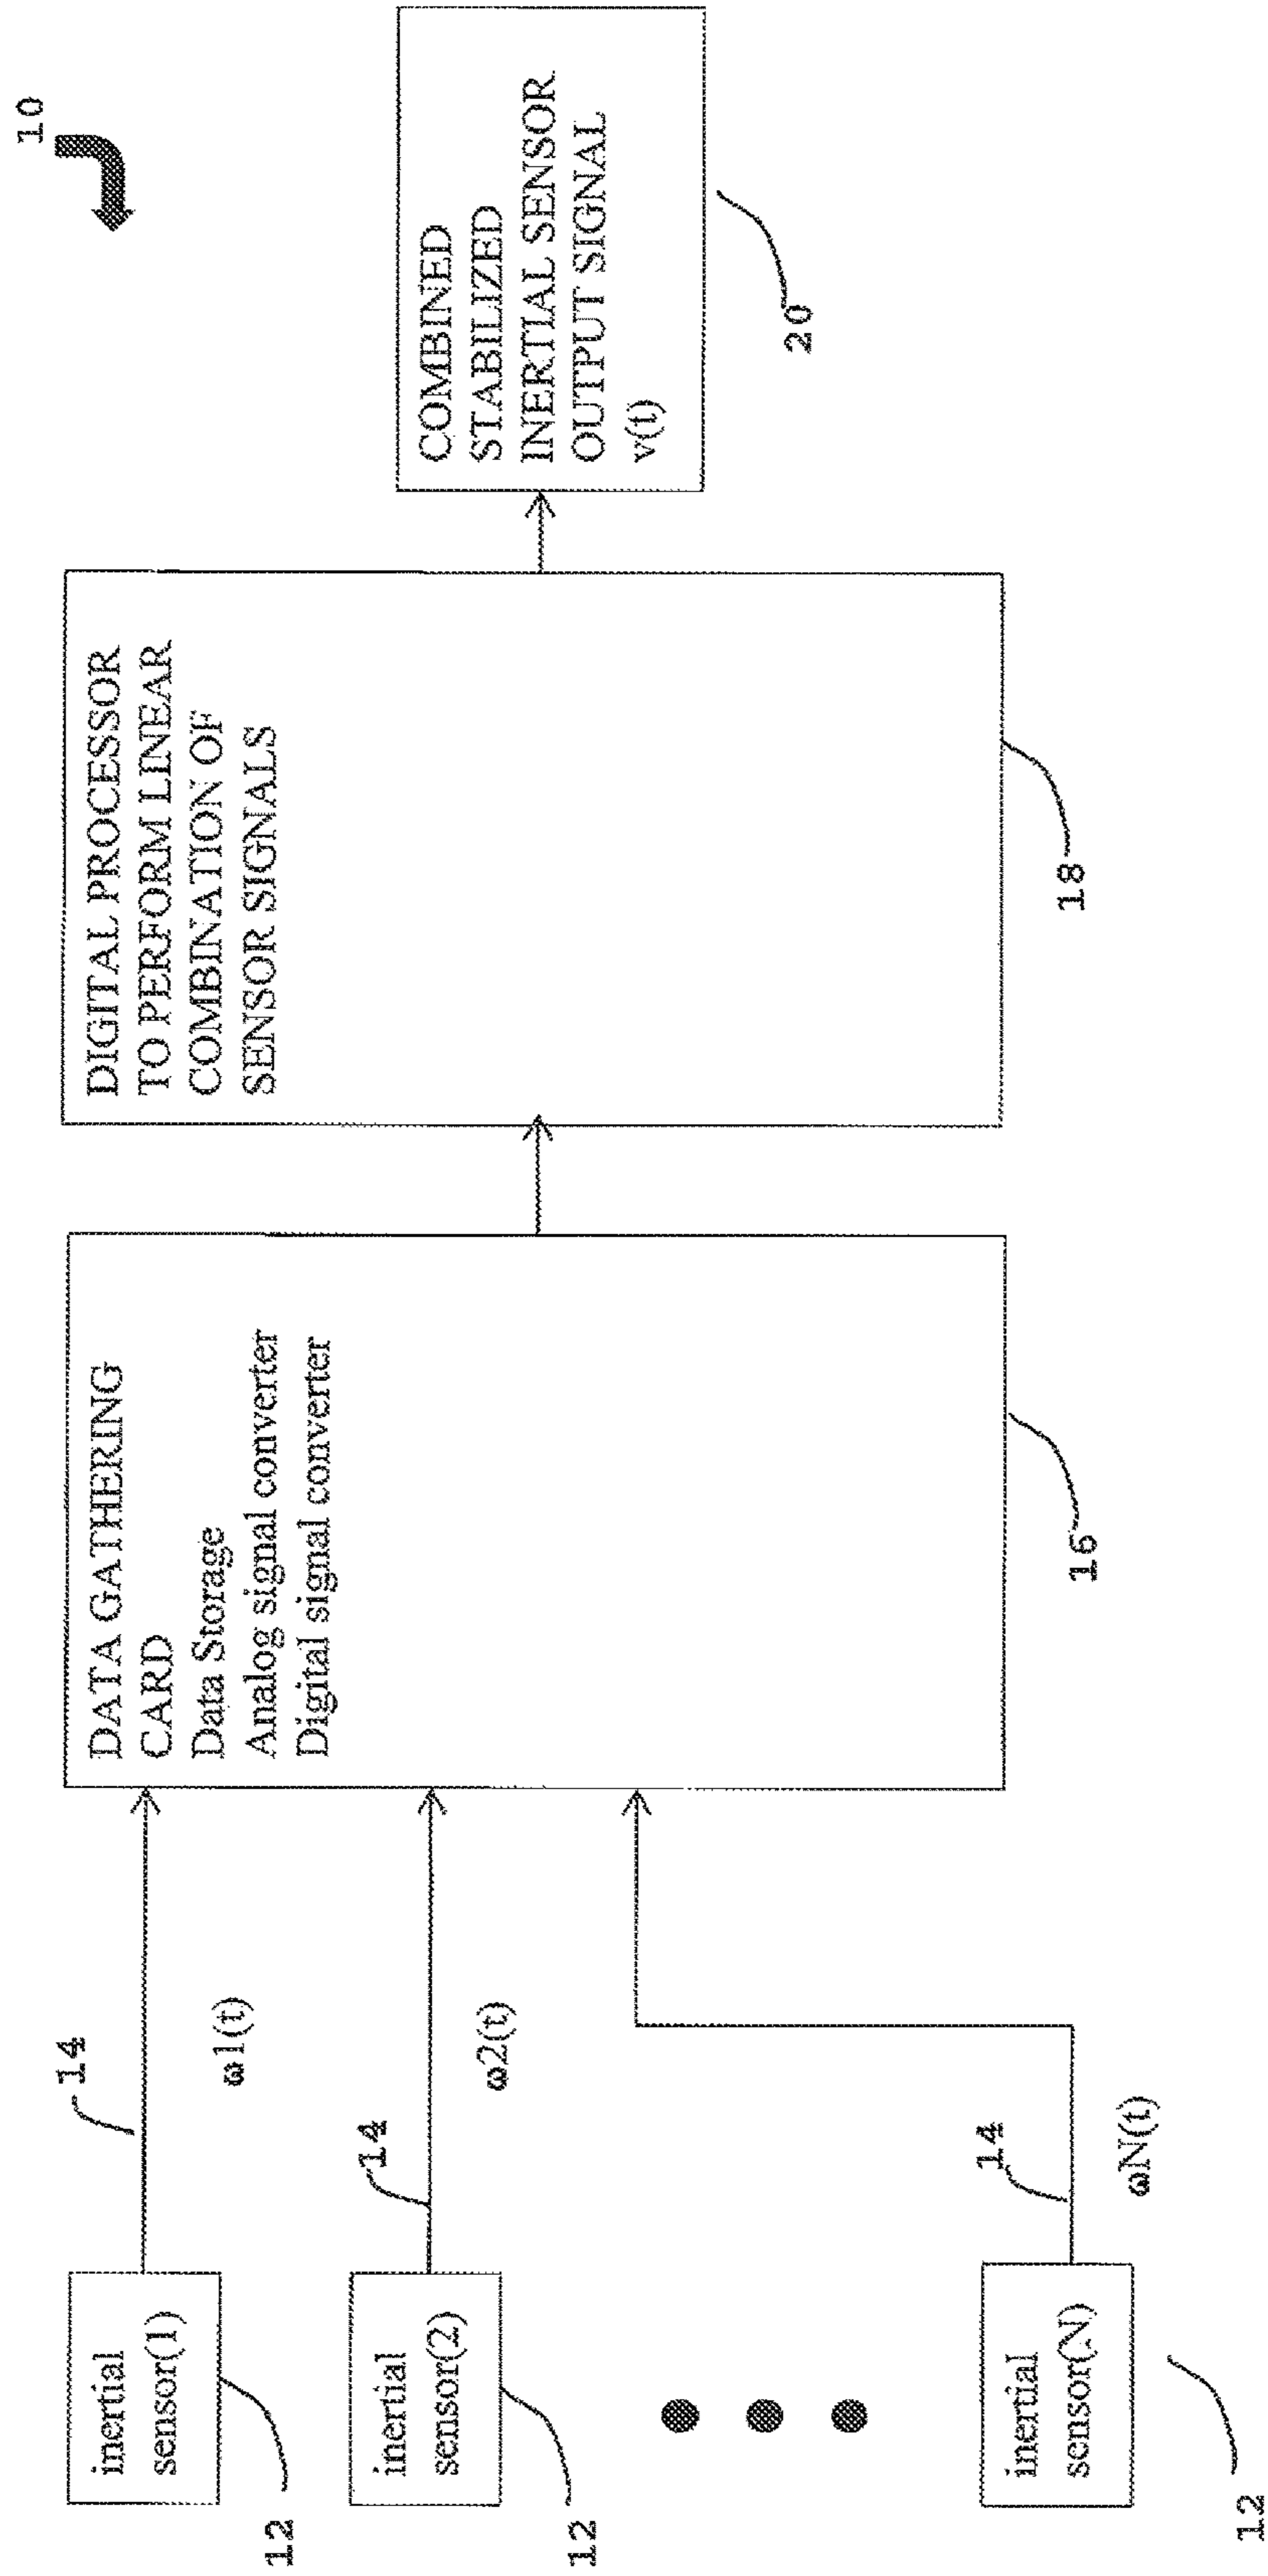 10
inertial
sensor(1)
12
14
ω1(t)
inertial
sensor(2)
12
14
ω2(t)
inertial
sensor(N)
12
14
ωN(t)
DATA GATHERING
CARD
Data Storage
Analog signal converter
Digital signal converter
16
DIGITAL PROCESSOR
TO PERFORM LINEAR
COMBINATION OF
SENSOR SIGNALS
18
COMBINED
STABILIZED
INERTIAL SENSOR
OUTPUT SIGNAL
v(t)
20